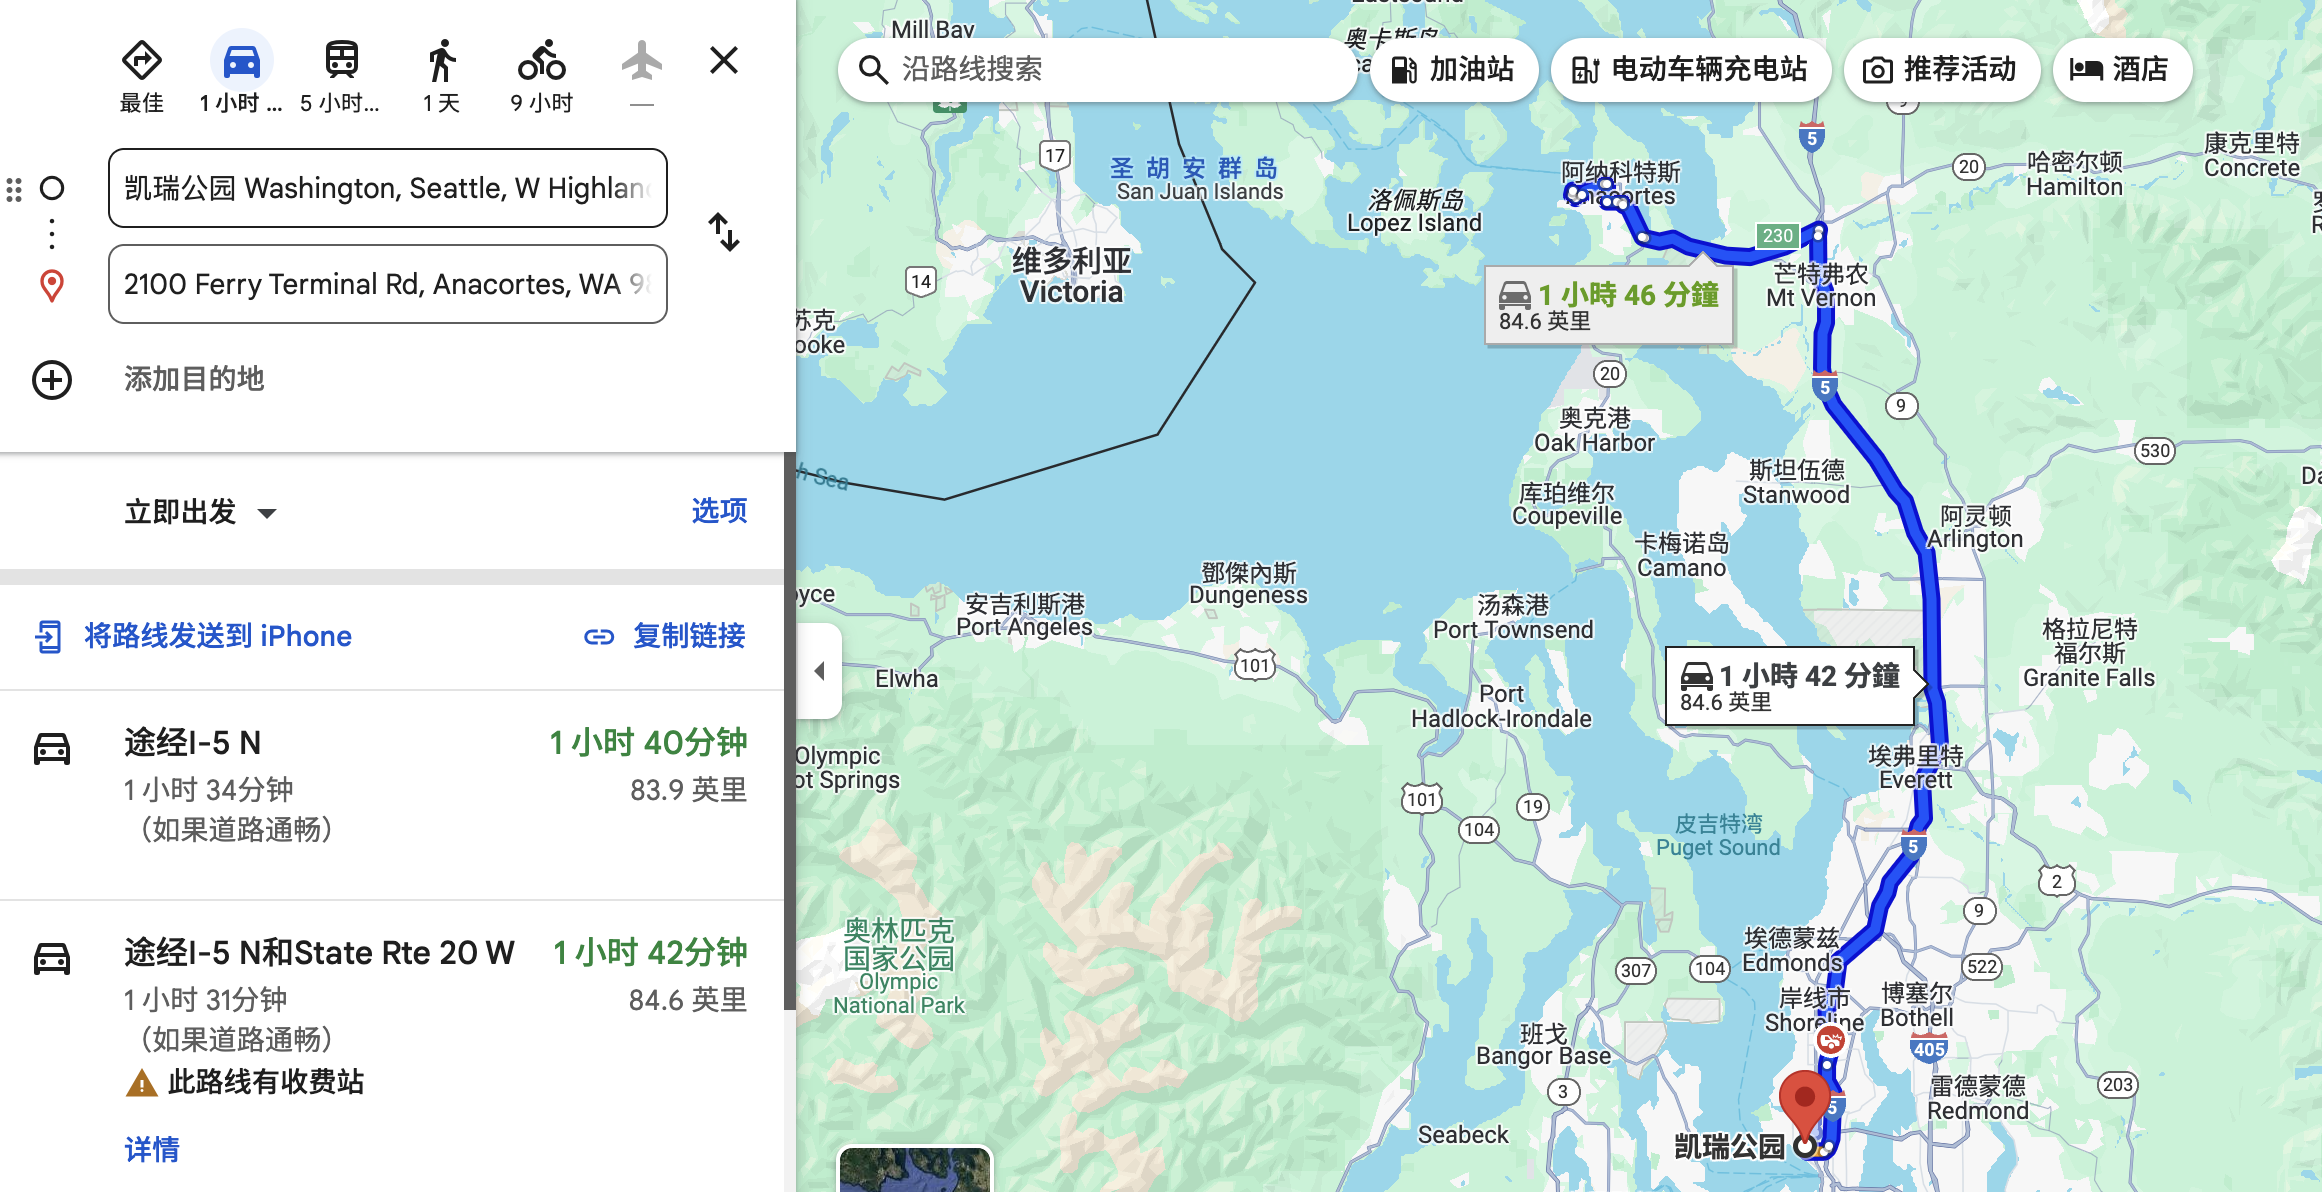 最佳
1 小时 ...
5 小时...
1 天
9 小时
—
凯瑞公园 Washington, Seattle, W Highlan
2100 Ferry Terminal Rd, Anacortes, WA 9
添加目的地
立即出发
选项
将路线发送到 iPhone
复制链接
途经I-5 N
1 小时 40分钟
1 小时 34分钟
83.9 英里
（如果道路通畅）
途经I-5 N和State Rte 20 W
1 小时 42分钟
1 小时 31分钟
84.6 英里
（如果道路通畅）
此路线有收费站
详情
Mill Bay
奥卡斯岛
沿路线搜索
加油站
电动车辆充电站
推荐活动
酒店
9
5
17
圣胡安群岛
San Juan Islands
阿纳科特斯
Anacortes
洛佩斯岛
Lopez Island
20
哈密尔顿
Hamilton
康克里特
Concrete
230
维多利亚
Victoria
14
芒特弗农
Mt Vernon
1 小時 46 分鐘
84.6 英里
苏克
ooke
20
5
9
奥克港
Oak Harbor
530
h Sea
斯坦伍德
Stanwood
库珀维尔
Coupeville
阿灵顿
Arlington
卡梅诺岛
Camano
鄧傑內斯
Dungeness
yce
安吉利斯港
Port Angeles
汤森港
Port Townsend
格拉尼特
福尔斯
Granite Falls
101
Elwha
1 小時 42 分鐘
84.6 英里
Port
Hadlock-Irondale
Olympic
ot Springs
埃弗里特
Everett
101
19
104
皮吉特湾
Puget Sound
5
2
9
奥林匹克
国家公园
Olympic
National Park
埃德蒙兹
Edmonds
307
104
522
岸线市
Shoreline
博塞尔
Bothell
班戈
Bangor Base
405
3
雷德蒙德
Redmond
203
5
Seabeck
凯瑞公园